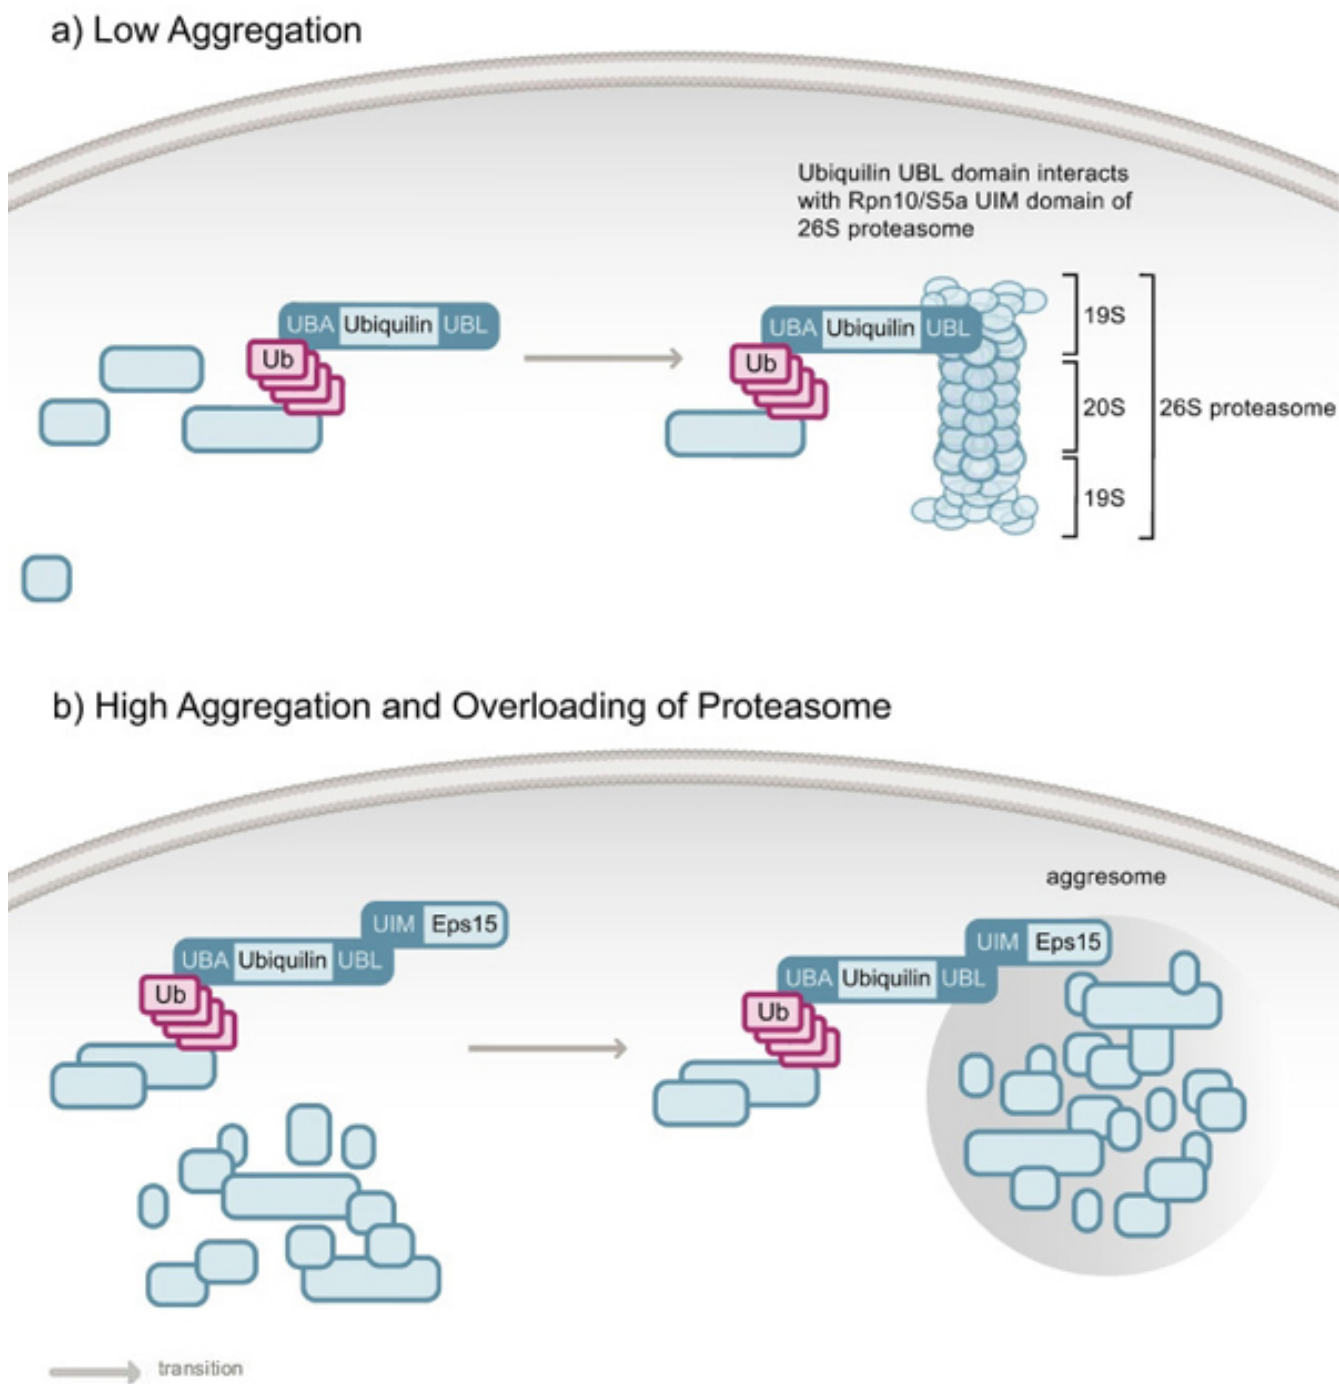 a) Low Aggregation
Ubiquilin UBL domain interacts
with Rpn10/S5a UIM domain of
26S proteasome
UBA Ubiquilin UBL
Ub
UBA Ubiquilin UBL
Ub
19S
20S
26S proteasome
19S
b) High Aggregation and Overloading of Proteasome
aggresome
UIM Eps15
UBA Ubiquilin UBL
Ub
UIM Eps15
UBA Ubiquilin UBL
Ub
transition